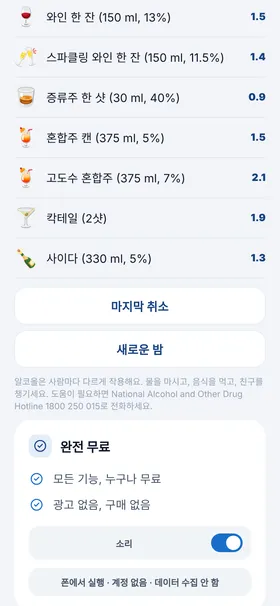 와인 한 잔 (150 ml, 13%) 1.5
스파클링 와인 한 잔 (150 ml, 11.5%) 1.4
증류주 한 샷 (30 ml, 40%) 0.9
혼합주 캔 (375 ml, 5%) 1.5
고도수 혼합주 (375 ml, 7%) 2.1
칵테일 (2샷) 1.9
사이다 (330 ml, 5%) 1.3
마지막 취소
새로운 밤
알코올은 사람마다 다르게 작용해요. 물을 마시고, 음식을 먹고, 친구를
챙기세요. 도움이 필요하면 National Alcohol and Other Drug
Hotline 1800 250 015로 전화하세요.
완전 무료
모든 기능, 누구나 무료
광고 없음, 구매 없음
소리
폰에서 실행 · 계정 없음 · 데이터 수집 안 함